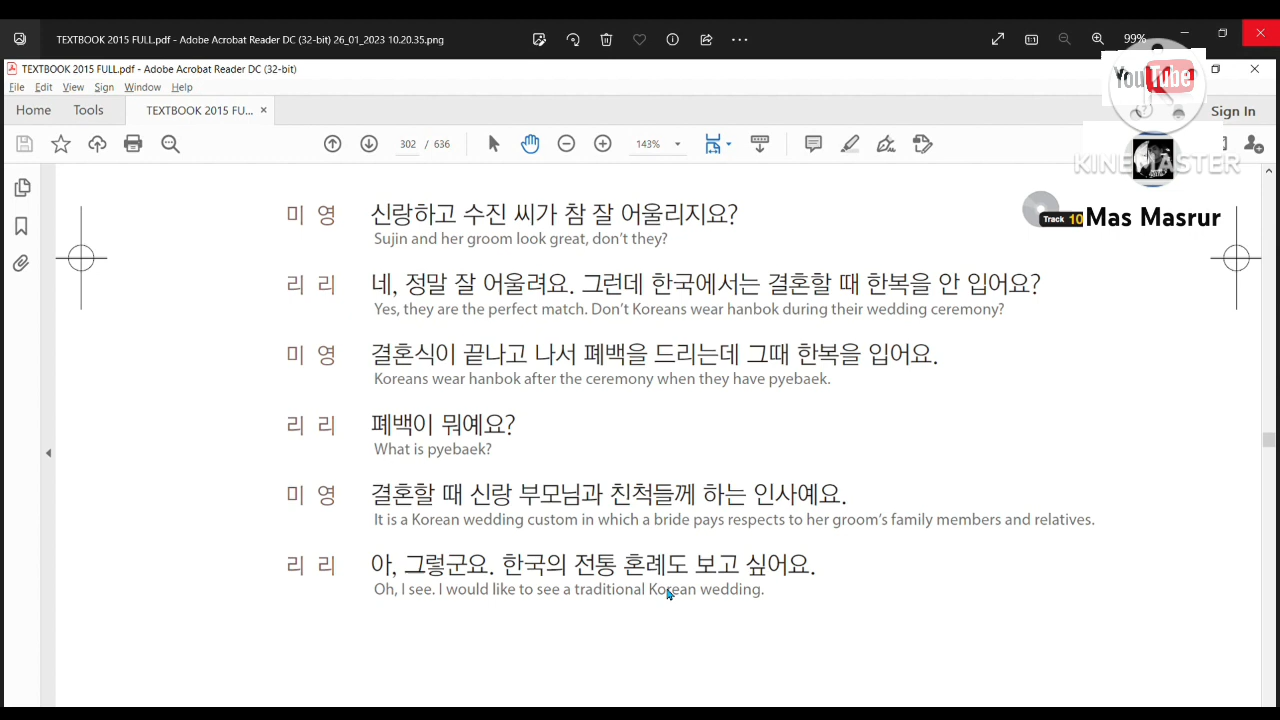 TEXTBOOK 2015 FULL.pdf - Adobe Acrobat Reader DC (32-bit) 26_01_2023 10.20.35.png
99%
TEXTBOOK 2015 FULL.pdf - Adobe Acrobat Reader DC (32-bit)
YouTube
File Edit View Sign Window Help
Home Tools TEXTBOOK 2015 FU... Sign In
302 / 636 143%
KINEMASTER
미 영 신랑하고 수진 씨가 참 잘 어울리지요?
Track 10 Mas Masrur
Sujin and her groom look great, don't they?
리 리 네, 정말 잘 어울려요. 그런데 한국에서는 결혼할 때 한복을 안 입어요?
Yes, they are the perfect match. Don't Koreans wear hanbok during their wedding ceremony?
미 영 결혼식이 끝나고 나서 폐백을 드리는데 그때 한복을 입어요.
Koreans wear hanbok after the ceremony when they have pyebaek.
리 리 폐백이 뭐예요?
What is pyebaek?
미 영 결혼할 때 신랑 부모님과 친척들께 하는 인사예요.
It is a Korean wedding custom in which a bride pays respects to her groom's family members and relatives.
리 리 아, 그렇군요. 한국의 전통 혼례도 보고 싶어요.
Oh, I see. I would like to see a traditional Korean wedding.